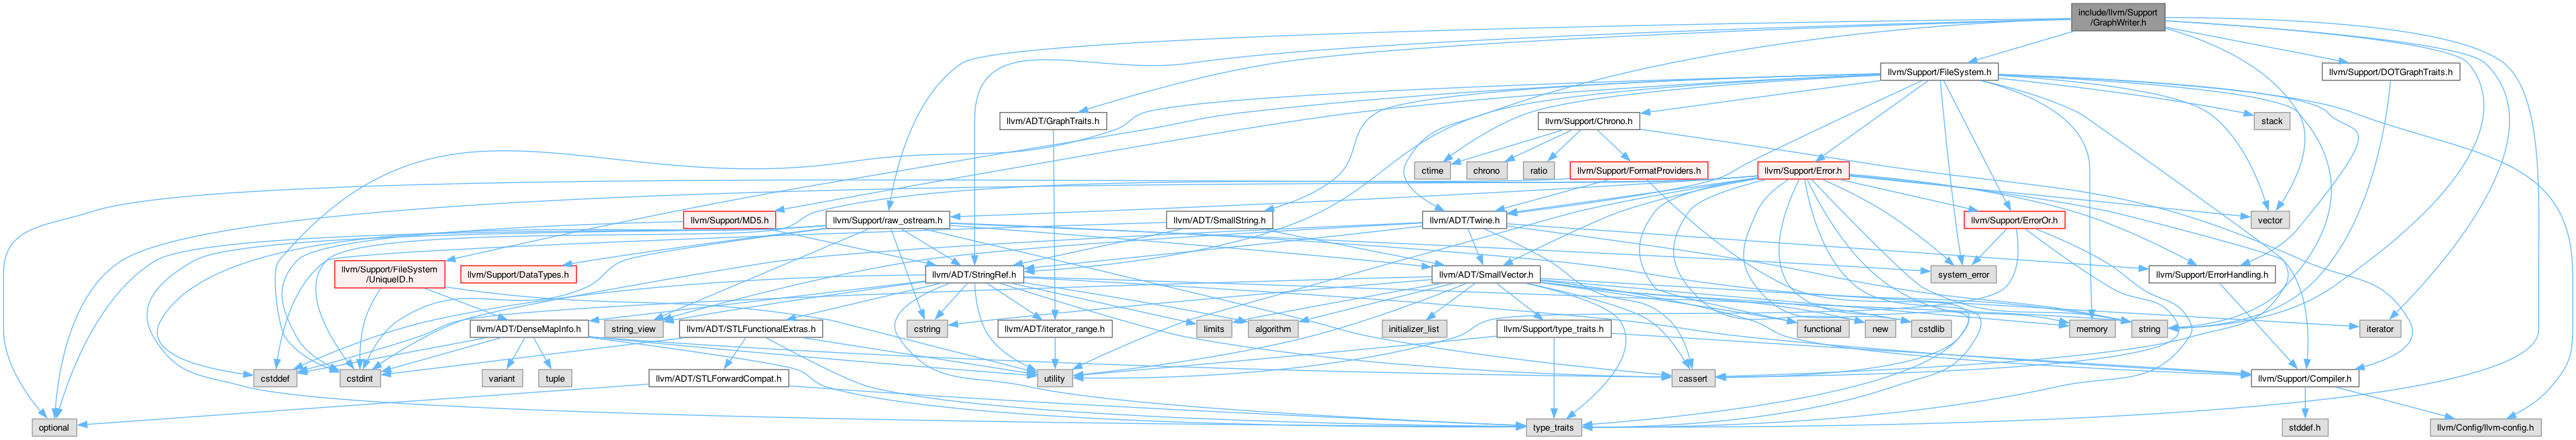 include/llvm/Support
/GraphWriter.h
llvm/Support/FileSystem.h
llvm/Support/DOTGraphTraits.h
llvm/ADT/GraphTraits.h
llvm/Support/Chrono.h
stack
ctime
chrono
ratio
llvm/Support/FormatProviders.h
llvm/Support/Error.h
llvm/Support/MD5.h
llvm/Support/raw_ostream.h
llvm/ADT/SmallString.h
llvm/ADT/Twine.h
llvm/Support/ErrorOr.h
vector
llvm/Support/FileSystem
/UniqueID.h
llvm/Support/DataTypes.h
llvm/ADT/StringRef.h
llvm/ADT/SmallVector.h
system_error
llvm/Support/ErrorHandling.h
llvm/ADT/DenseMapInfo.h
string_view
llvm/ADT/STLFunctionalExtras.h
cstring
llvm/ADT/iterator_range.h
limits
algorithm
initializer_list
llvm/Support/type_traits.h
functional
new
cstdlib
memory
string
iterator
cstddef
cstdint
variant
tuple
llvm/ADT/STLForwardCompat.h
utility
cassert
llvm/Support/Compiler.h
optional
type_traits
stddef.h
llvm/Config/llvm-config.h